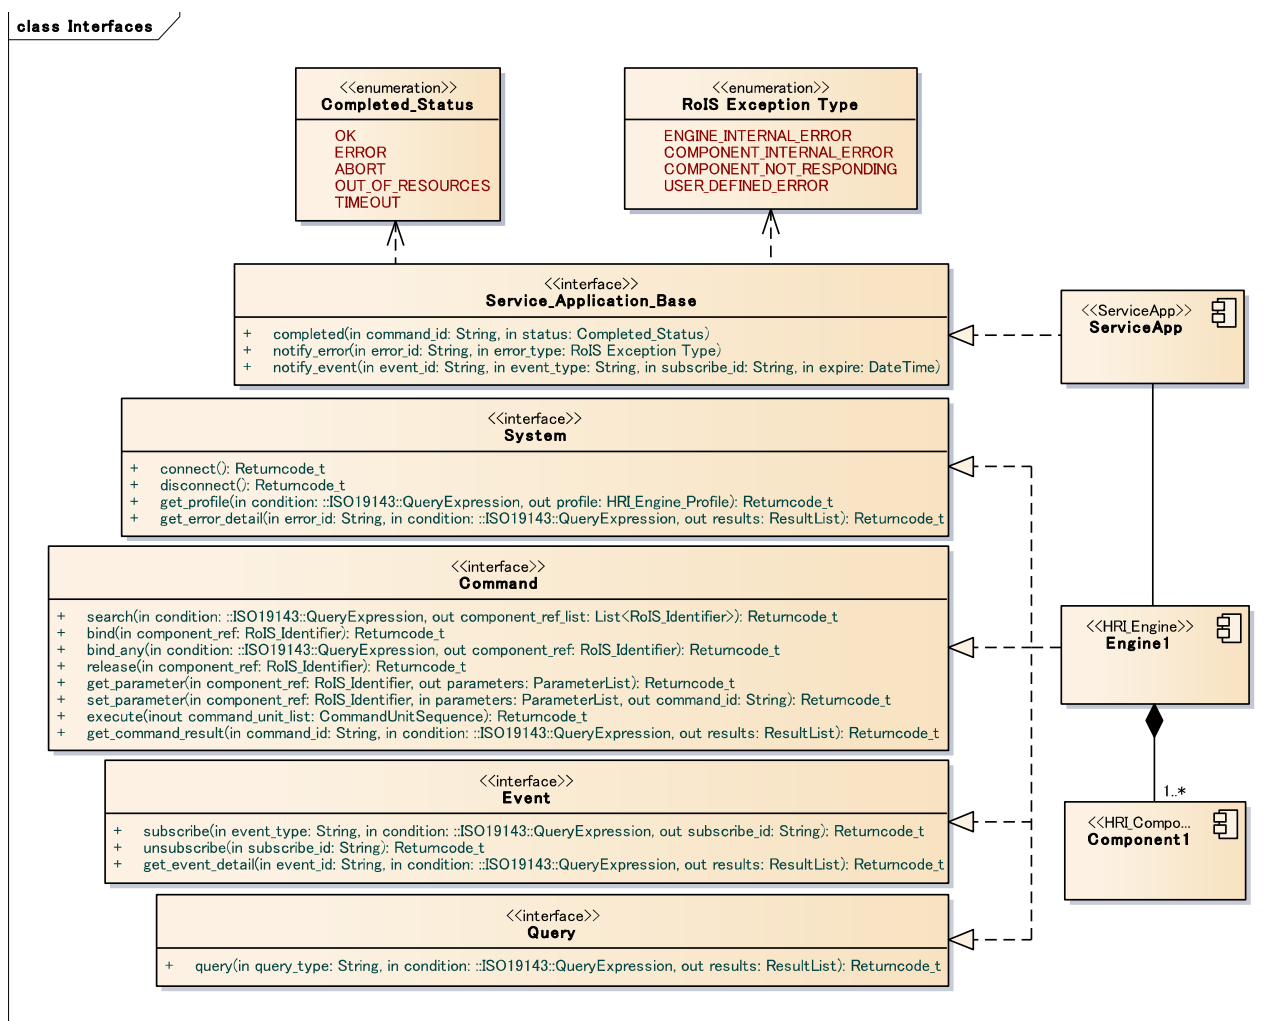 class Interfaces
<<enumeration>>
Completed_Status
OK
ERROR
ABORT
OUT_OF_RESOURCES
TIMEOUT
<<enumeration>>
RoIS Exception Type
ENGINE_INTERNAL_ERROR
COMPONENT_INTERNAL_ERROR
COMPONENT_NOT_RESPONDING
USER_DEFINED_ERROR
<<interface>>
Service_Application_Base
+ completed(in command_id: String, in status: Completed_Status)
+ notify_error(in error_id: String, in error_type: RoIS Exception Type)
+ notify_event(in event_id: String, in event_type: String, in subscribe_id: String, in expire: DateTime)
<<ServiceApp>>
ServiceApp
<<interface>>
System
+ connect(): Returncode_t
+ disconnect(): Returncode_t
+ get_profile(in condition: ::ISO19143::QueryExpression, out profile: HRI_Engine_Profile): Returncode_t
+ get_error_detail(in error_id: String, in condition: ::ISO19143::QueryExpression, out results: ResultList): Returncode_t
<<interface>>
Command
+ search(in condition: ::ISO19143::QueryExpression, out component_ref_list: List<RoIS_Identifier>): Returncode_t
+ bind(in component_ref: RoIS_Identifier): Returncode_t
+ bind_any(in condition: ::ISO19143::QueryExpression, out component_ref: RoIS_Identifier): Returncode_t
+ release(in component_ref: RoIS_Identifier): Returncode_t
+ get_parameter(in component_ref: RoIS_Identifier, out parameters: ParameterList): Returncode_t
+ set_parameter(in component_ref: RoIS_Identifier, in parameters: ParameterList, out command_id: String): Returncode_t
+ execute(inout command_unit_list: CommandUnitSequence): Returncode_t
+ get_command_result(in command_id: String, in condition: ::ISO19143::QueryExpression, out results: ResultList): Returncode_t
<<HRI_Engine>>
Engine1
1..*
<<interface>>
Event
+ subscribe(in event_type: String, in condition: ::ISO19143::QueryExpression, out subscribe_id: String): Returncode_t
+ unsubscribe(in subscribe_id: String): Returncode_t
+ get_event_detail(in event_id: String, in condition: ::ISO19143::QueryExpression, out results: ResultList): Returncode_t
<<HRI_Compo...
Component1
<<interface>>
Query
+ query(in query_type: String, in condition: ::ISO19143::QueryExpression, out results: ResultList): Returncode_t